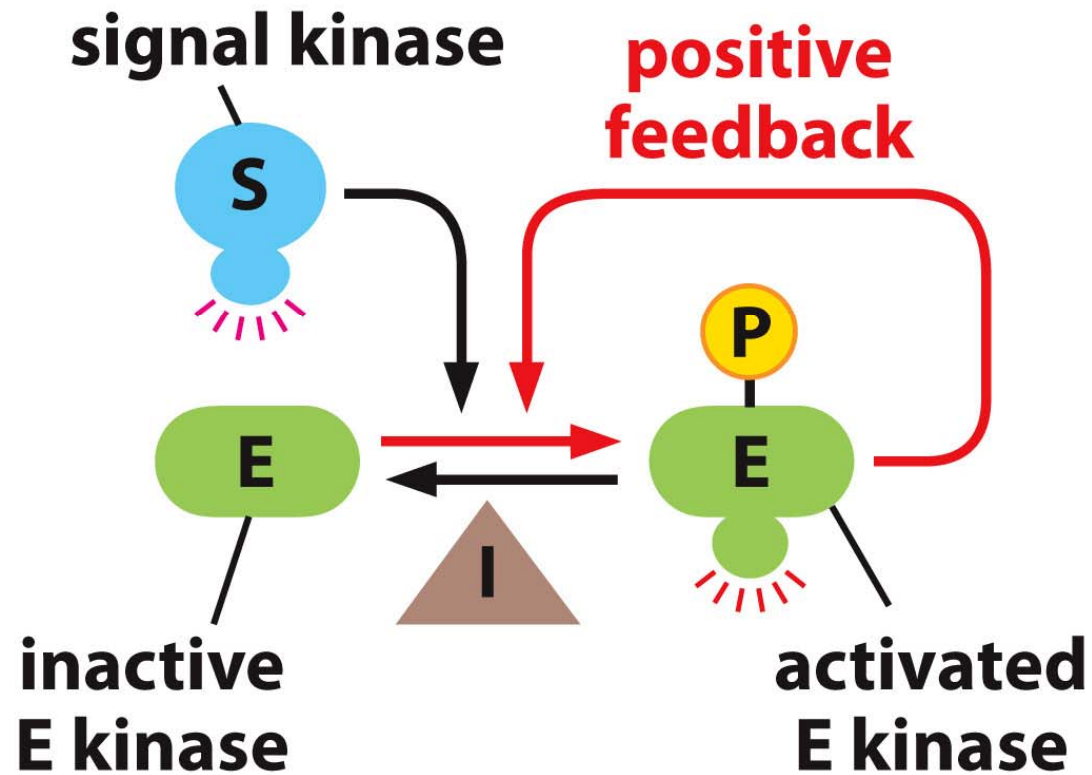 signal kinase
positive
feedback
S
P
E
E
I
inactive
E kinase
activated
E kinase